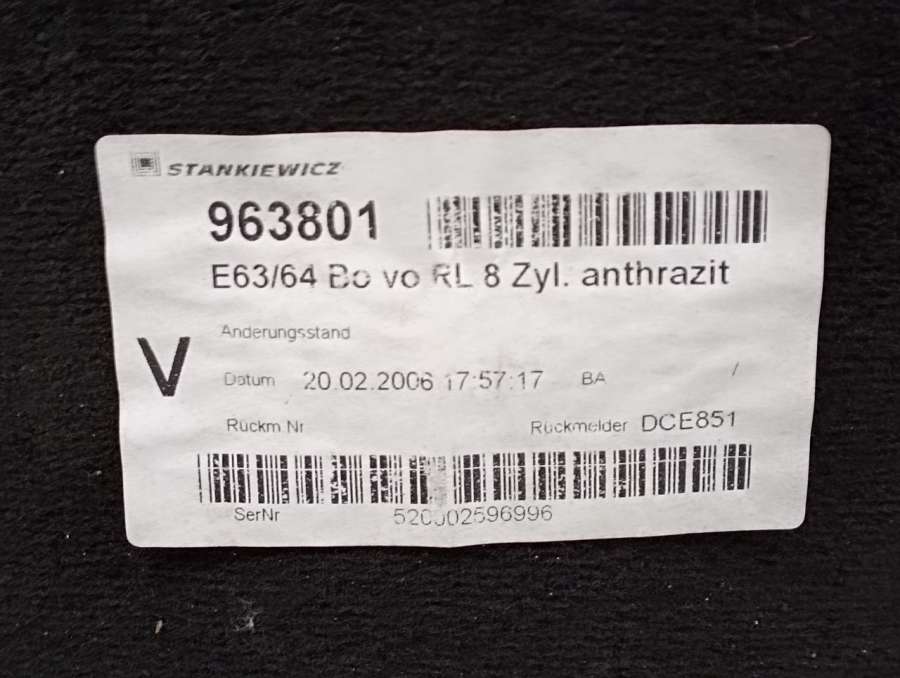 STANKIEWICZ
963801
E63/64 Bo vo RL 8 Zyl. anthrazit
Änderungsstand
V
Datum 20.02.2006 17:57:17 BA /
Rückm Nr Rückmelder DCE851
SerNr